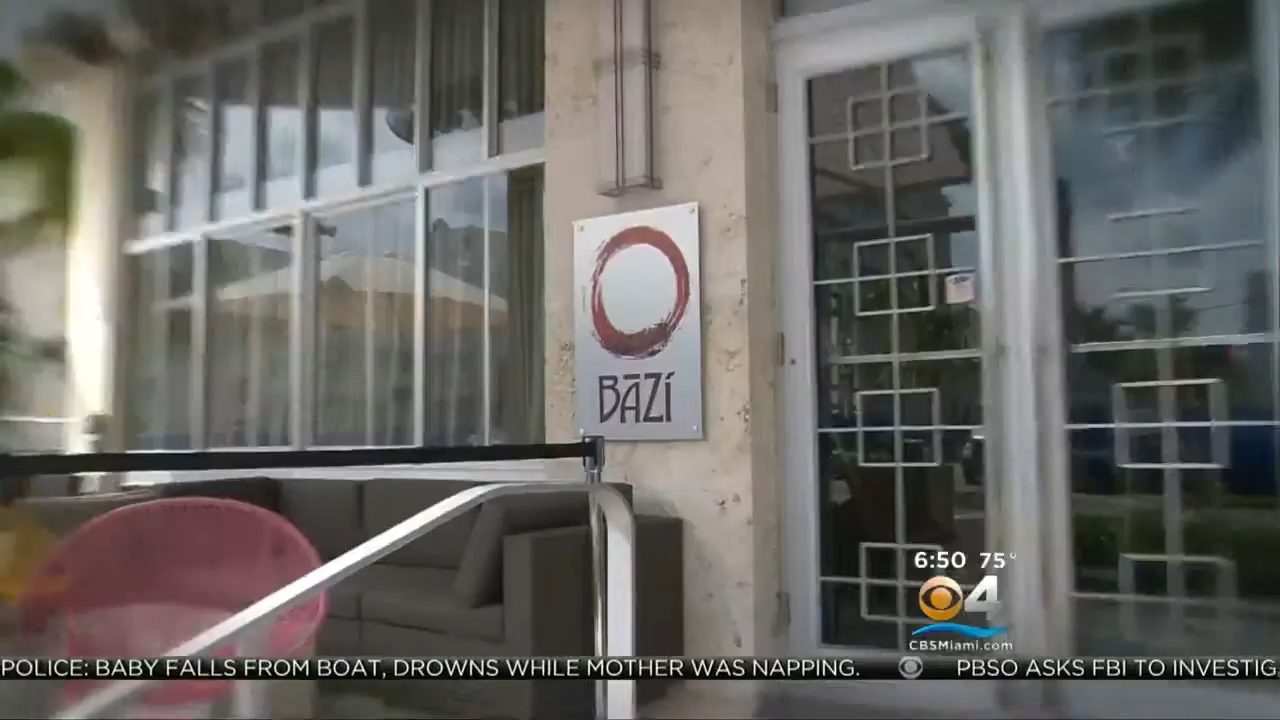 BĀZÍ
6:50 75°
4
CBSMiami.com
POLICE: BABY FALLS FROM BOAT, DROWNS WHILE MOTHER WAS NAPPING. PBSO ASKS FBI TO INVESTIG